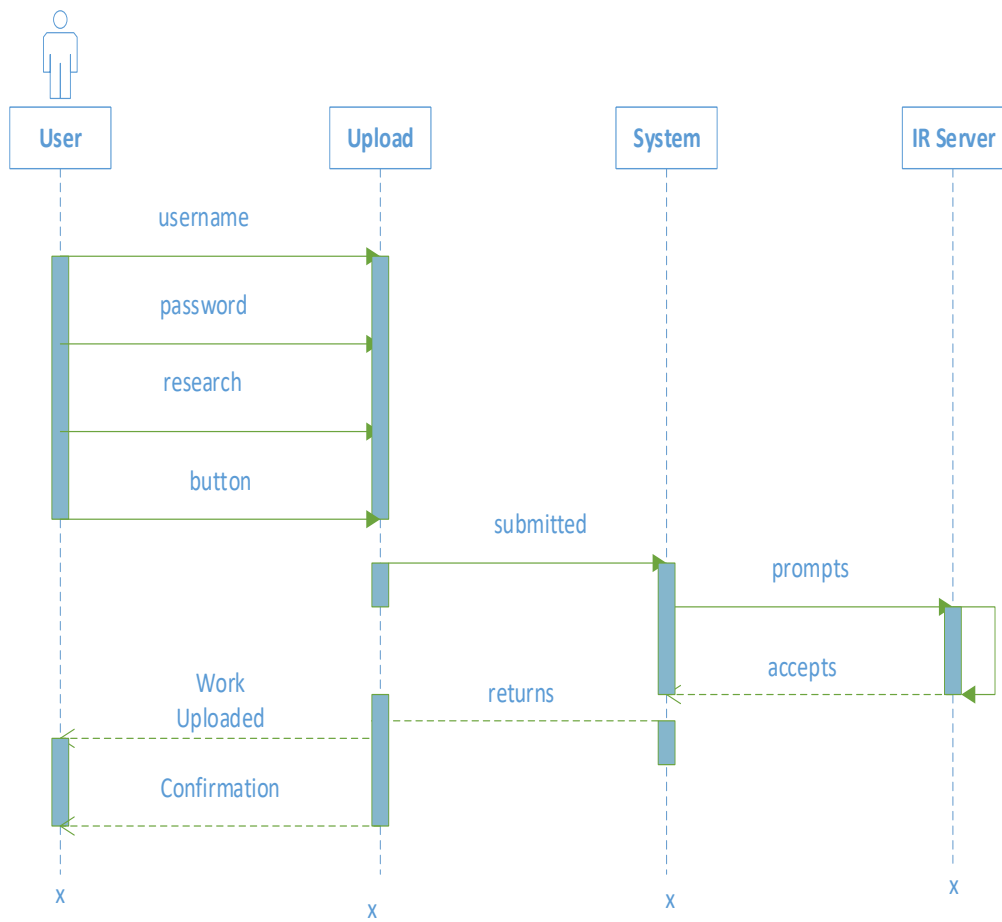 User
Upload
System
IR Server
username
password
research
button
submitted
prompts
accepts
Work
Uploaded
returns
Confirmation
x
x
x
x